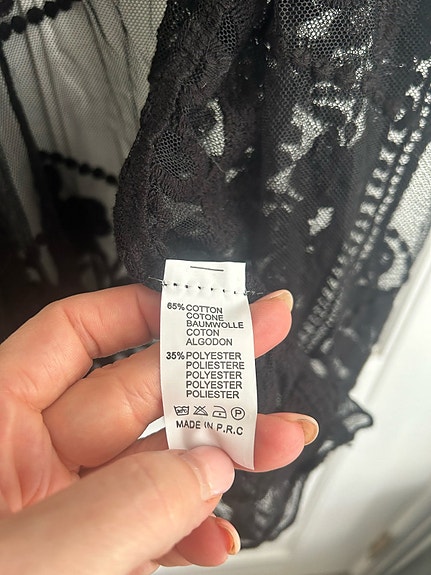 65% COTTON
COTONE
BAUMWOLLE
COTON
ALGODON
35% POLYESTER
POLIESTERE
POLYESTER
POLYESTER
POLIESTER
P
MADE IN P.R.C